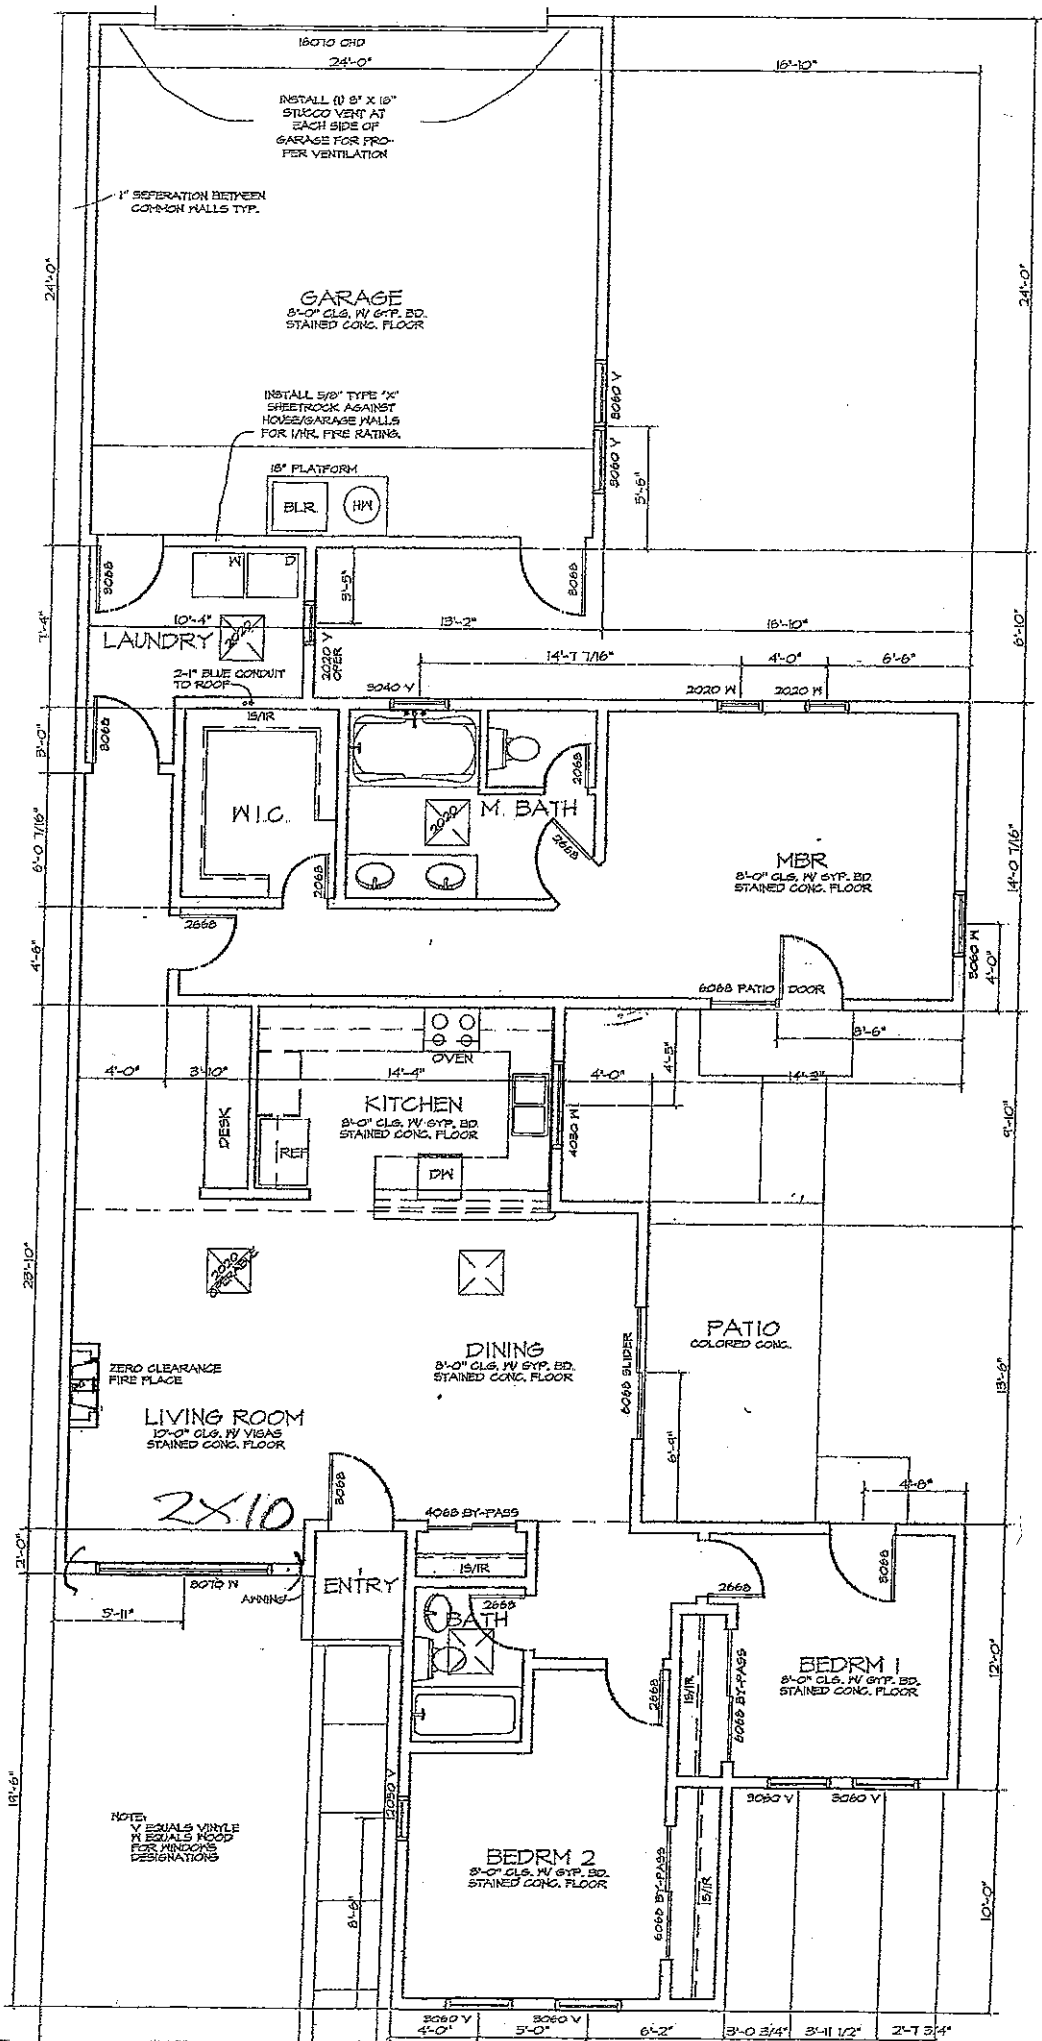 16070 OHD
24'-0"
16'-10"
INSTALL (1) 8" X 16"
STUCCO VENT AT
EACH SIDE OF
GARAGE FOR PRO-
PER VENTILATION
1" SEPERATION BETWEEN
COMMON WALLS TYP.
24'-0"
24'-0"
GARAGE
8'-0" CLG. W/ GYP. BD.
STAINED CONC. FLOOR
3060 V
3060 V
5'-6"
INSTALL 5/8" TYPE "X"
SHEETROCK AGAINST
HOUSE/GARAGE WALLS
FOR 1/HR. FIRE RATING.
18" PLATFORM
BLR.
HW
3068
W
D
3'-5"
3068
7'-4"
10'-4"
13'-2"
16'-10"
6'-10"
LAUNDRY
2020
2020 V
OPER
2-1" BLUE CONDUIT
TO ROOF
14'-7 7/16"
4'-0"
6'-6"
3040 V
2020 W
2020 W
1S/1R
3'-0"
3068
2068
W.I.C.
2020
M. BATH
2668
2068
6'-0 7/16"
MBR
8'-0" CLG. W/ GYP. BD.
STAINED CONC. FLOOR
14'-0 7/16"
2668
4'-8"
3060 W
4'-0"
6068 PATIO DOOR
8'-6"
OVEN
4'-0"
3'-10"
14'-4"
4'-0"
4'-5"
14'-2"
DESK
KITCHEN
8'-0" CLG. W/ GYP. BD.
STAINED CONC. FLOOR
REF
DW
4030 W
9'-10"
23'-10"
2020
OPERABLE
ZERO CLEARANCE
FIRE PLACE
DINING
8'-0" CLG. W/ GYP. BD.
STAINED CONC. FLOOR
6068 SLIDER
PATIO
COLORED CONC.
13'-6"
6'-9"
LIVING ROOM
10'-0" CLG. W/ VIGAS
STAINED CONC. FLOOR
3068
4'-8"
2X10
4068 BY-PASS
2'-0"
8070 W
AWNING
5'-11"
ENTRY
1S/1R
2668
BATH
2668
3068
BEDRM 1
8'-0" CLG. W/ GYP. BD.
STAINED CONC. FLOOR
12'-0"
1S/1R
6068 BY-PASS
2668
3060 V
3060 V
19'-6"
NOTE:
V EQUALS VINYLE
W EQUALS WOOD
FOR WINDOWS
DESIGNATIONS
8'-6"
BEDRM 2
8'-0" CLG. W/ GYP. BD.
STAINED CONC. FLOOR
6068 BY-PASS
1S/1R
10'-0"
3060 V
3060 V
4'-0"
5'-0"
6'-2"
3'-0 3/4"
3'-11 1/2"
2'-7 3/4"